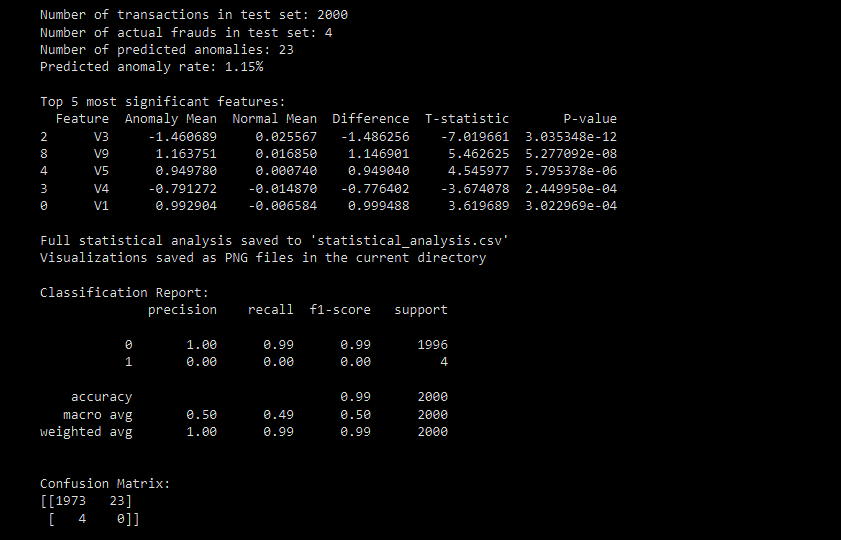 Number of transactions in test set: 2000
Number of actual frauds in test set: 4
Number of predicted anomalies: 23
Predicted anomaly rate: 1.15%
Top 5 most significant features:
Feature Anomaly Mean Normal Mean Difference T-statistic P-value
2 V3 -1.460689 0.025567 -1.486256 -7.019661 3.035348e-12
8 V9 1.163751 0.016850 1.146901 5.462625 5.277092e-08
4 V5 0.949780 0.000740 0.949040 4.545977 5.795378e-06
3 V4 -0.791272 -0.014870 -0.776402 -3.674078 2.449950e-04
0 V1 0.992904 -0.006584 0.999488 3.619689 3.022969e-04
Full statistical analysis saved to 'statistical_analysis.csv'
Visualizations saved as PNG files in the current directory
Classification Report:
precision recall f1-score support
0 1.00 0.99 0.99 1996
1 0.00 0.00 0.00 4
accuracy 0.99 2000
macro avg 0.50 0.49 0.50 2000
weighted avg 1.00 0.99 0.99 2000
Confusion Matrix:
[[1973 23]
[ 4 0]]